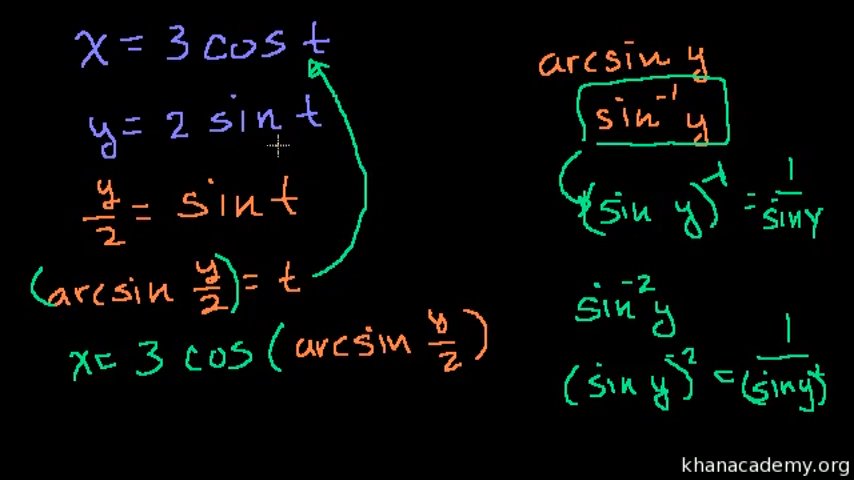 x = 3 cos t
y = 2 sin t
y/2 = sin t
(arcsin y/2) = t
x = 3 cos (arcsin y/2)
arcsin y
sin⁻¹ y
(sin y)⁻¹ = 1/sin y
sin⁻² y
(sin y)⁻² = 1/(sin y)²
khanacademy.org